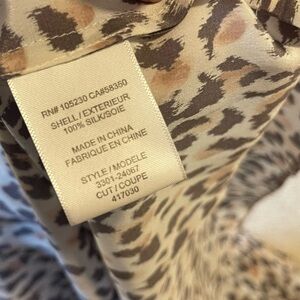 RN# 105230 CA#58350
SHELL / EXTERIEUR
100% SILK/SOIE
MADE IN CHINA
FABRIQUE EN CHINE
STYLE / MODELE
3301-24067
CUT / COUPE
417030